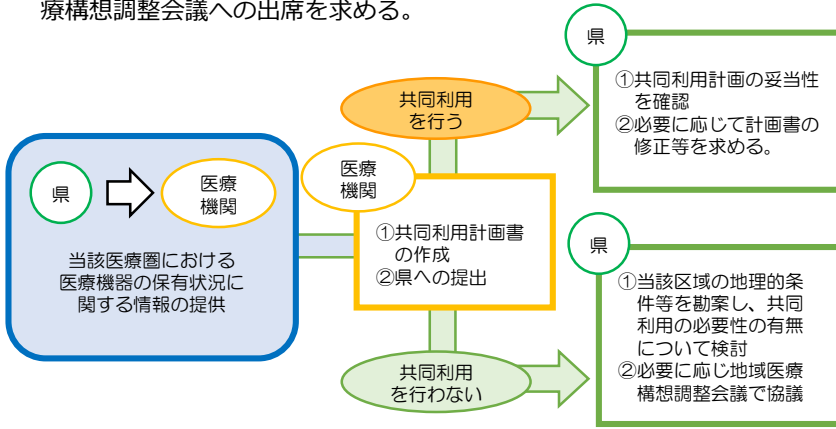 療構想調整会議への出席を求める。
県
医療
機関
当該医療圏における
医療機器の保有状況に
関する情報の提供
医療
機関
①共同利用計画書
の作成
②県への提出
共同利用
を行う
県
①共同利用計画の妥当性
を確認
②必要に応じて計画書の
修正等を求める。
共同利用
を行わない
県
①当該区域の地理的条
件等を勘案し、共同
利用の必要性の有無
について検討
②必要に応じ地域医療
構想調整会議で協議